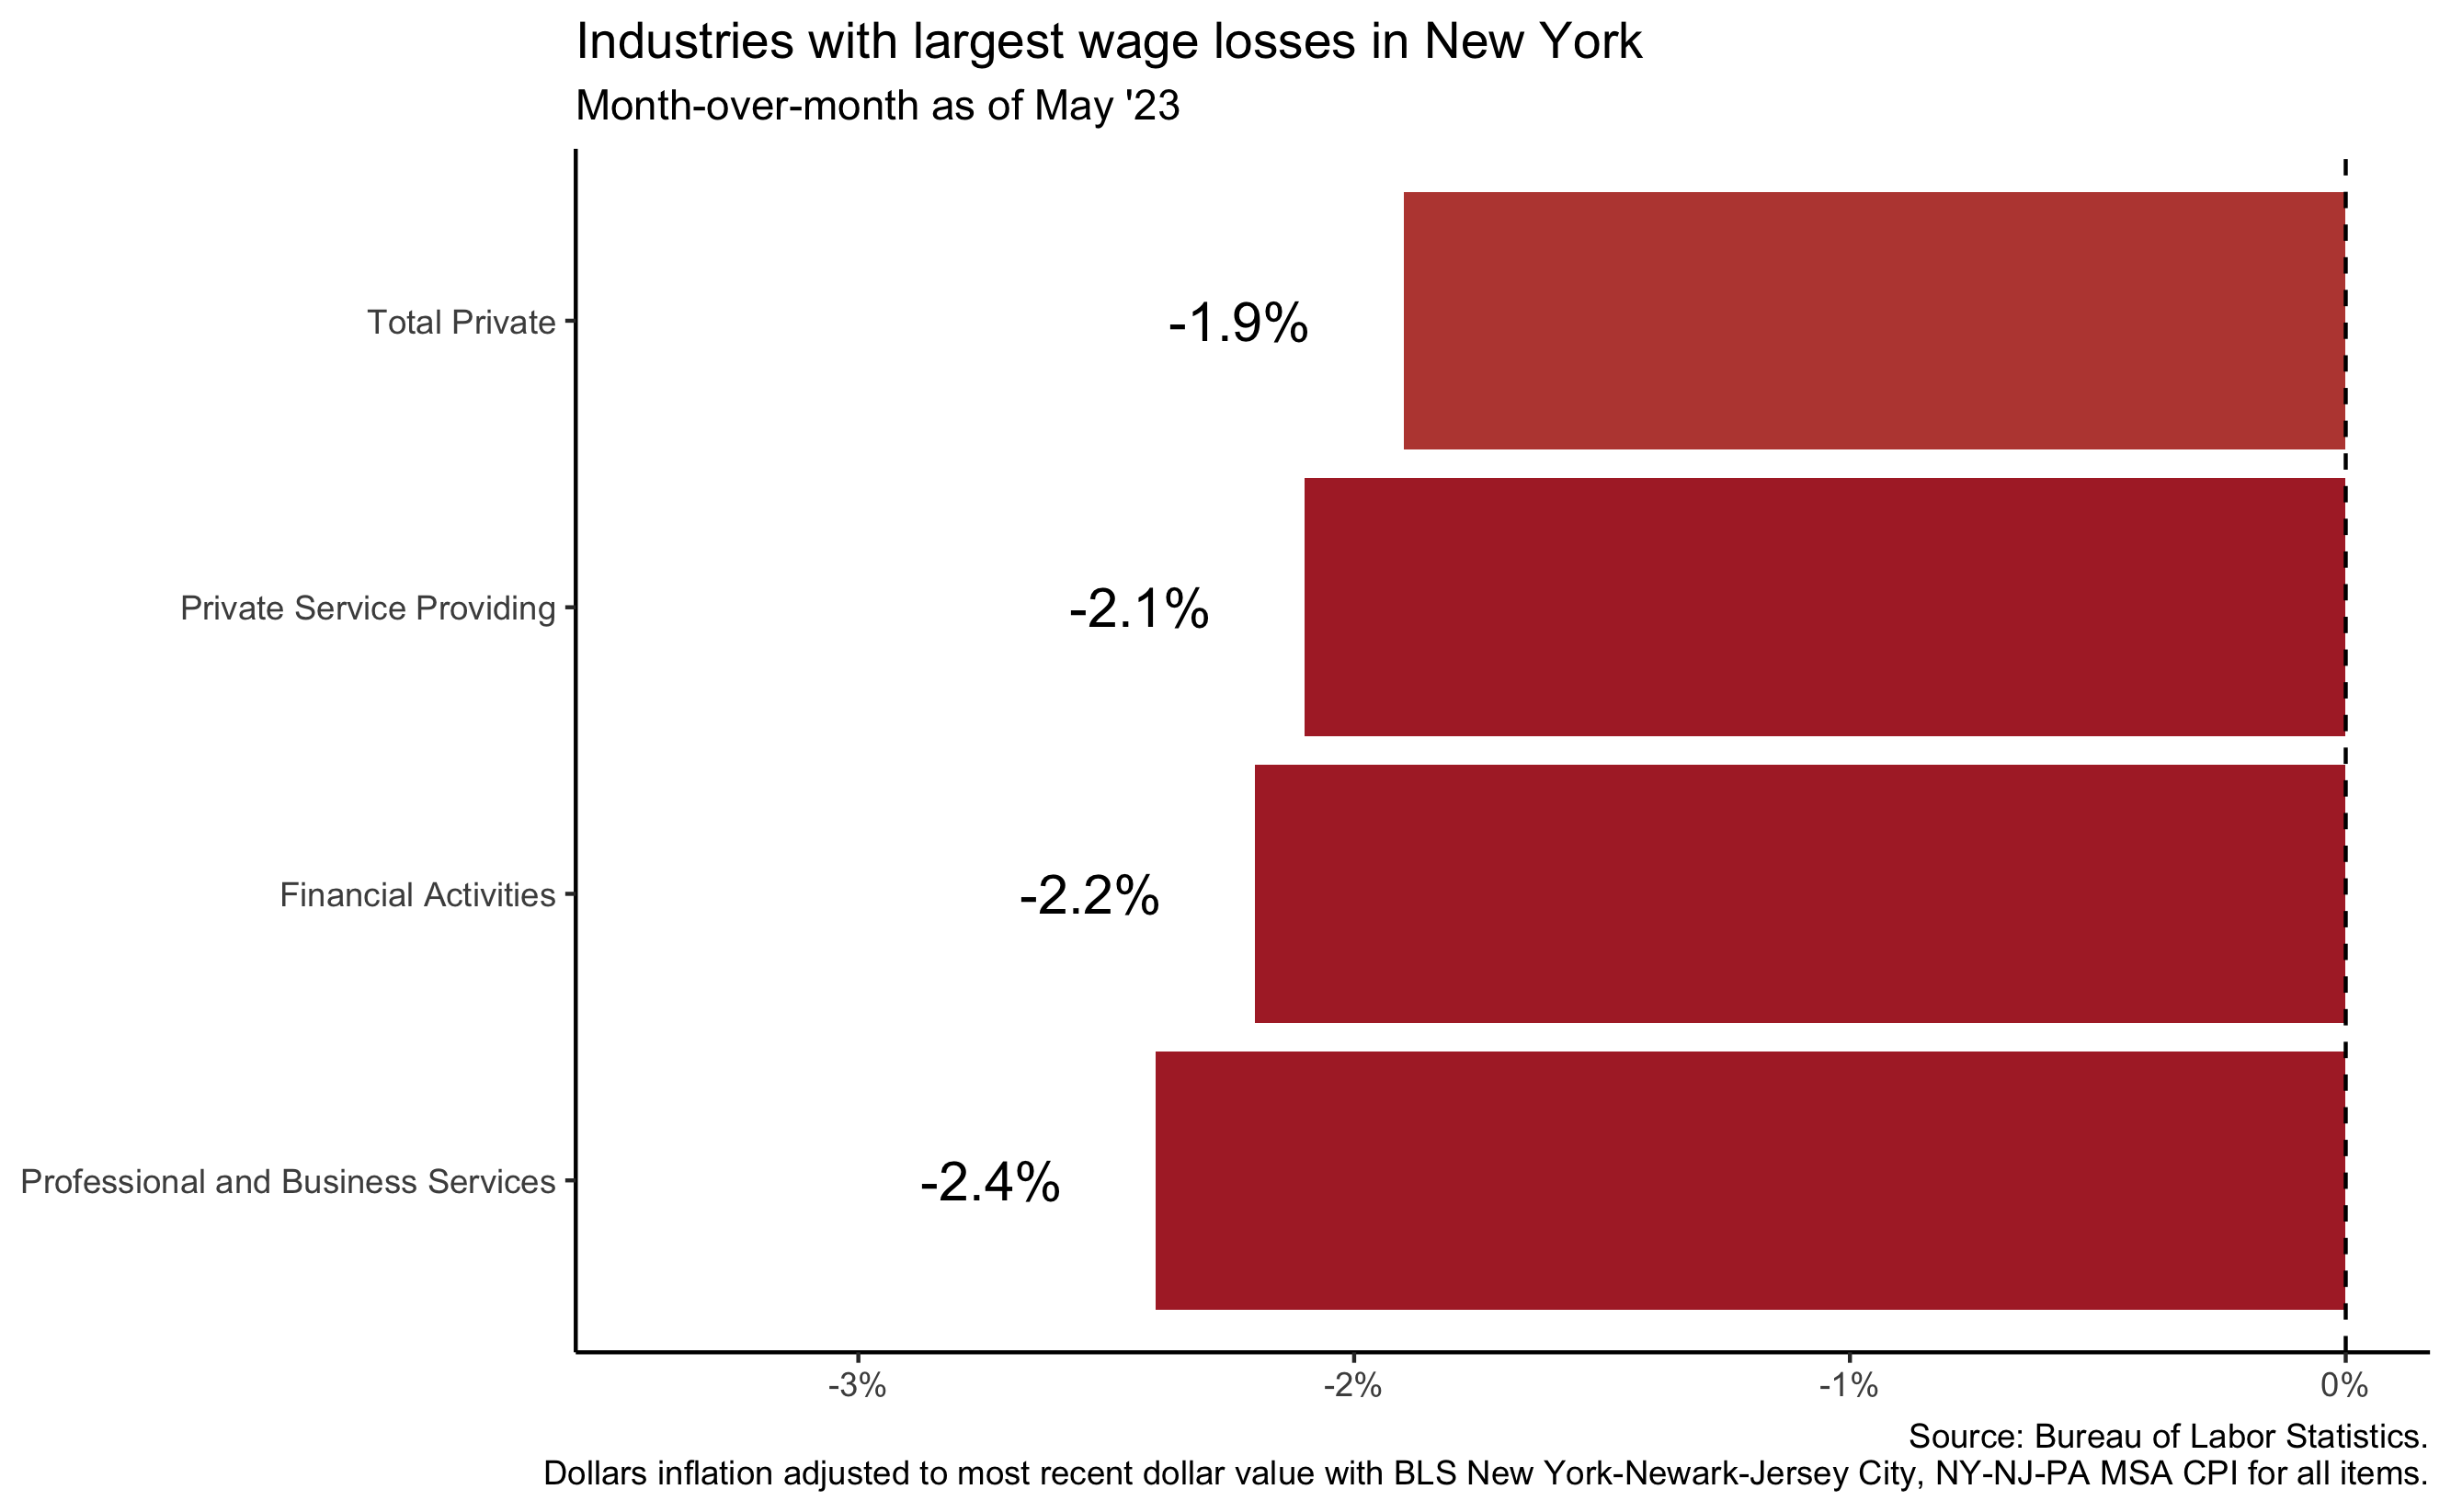 Industries with largest wage losses in New York
Month-over-month as of May '23
Total Private
-1.9%
Private Service Providing
-2.1%
Financial Activities
-2.2%
Professional and Business Services
-2.4%
-3%
-2%
-1%
0%
Source: Bureau of Labor Statistics.
Dollars inflation adjusted to most recent dollar value with BLS New York-Newark-Jersey City, NY-NJ-PA MSA CPI for all items.